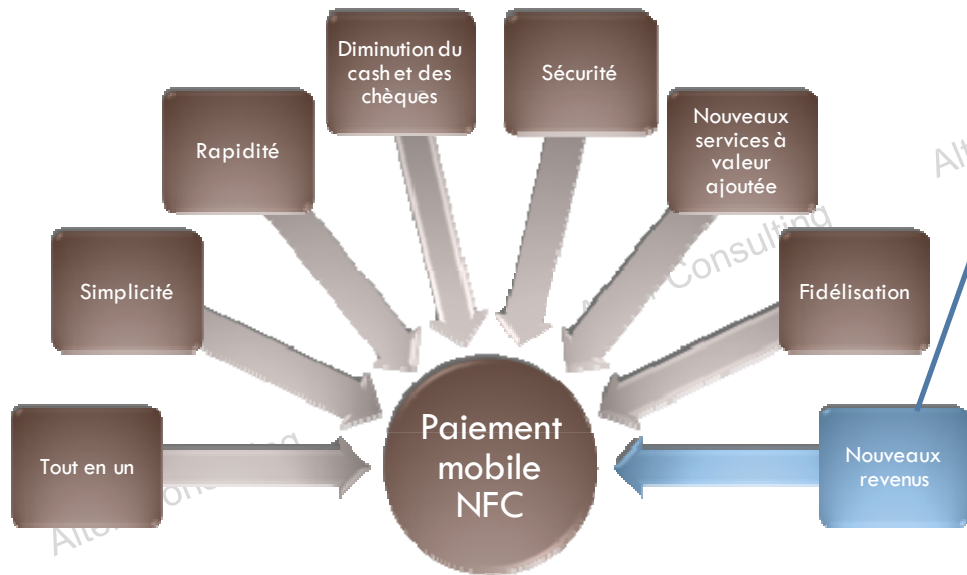 Diminution du
cash et des
chèques
Sécurité
Rapidité
Nouveaux
services à
valeur
ajoutée
Simplicité
Fidélisation
Tout en un
Paiement
mobile
NFC
Nouveaux
revenus
Consulting